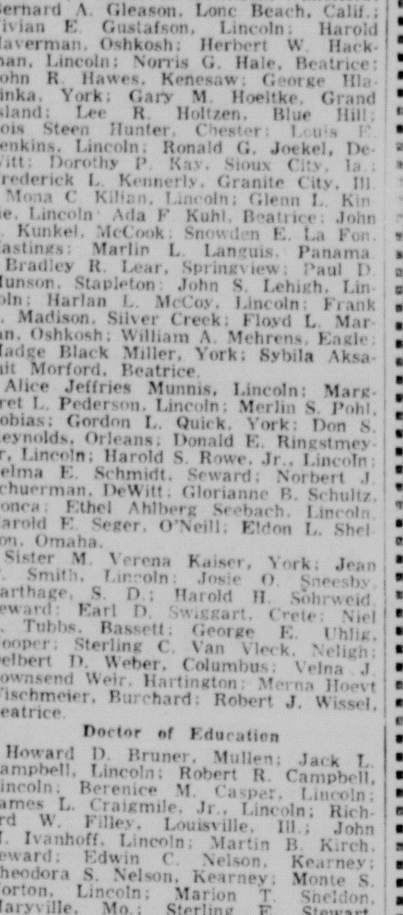 erhard A. Gleason, Long Beach, Calif.;
ivian E. Gustafson, Lincoln; Harold
averman, Oshkosh; Herbert W. Hack-
an, Lincoln; Norris G. Hale, Beatrice;
ohn R. Hawes, Kenesaw; George Hla-
inka, York; Gary M. Hoeltke, Grand
sland; Lee R. Holtzen, Blue Hill;
ois Steen Hunter, Chester; Louis E.
enkins, Lincoln; Ronald G. Joekel, De-
itt; Dorothy P. Kay, Sioux City, Ia.;
rederick L. Kennerly, Granite City, Ill.
Mona C. Kilian, Lincoln; Glenn L. Kin
ie, Lincoln Ada F Kuhl, Beatrice; John
. Kunkel, McCook; Snowden E. La Fon,
astings; Marlin L. Languis, Panama.
Bradley R. Lear, Springview; Paul D.
unson, Stapleton; John S. Lehigh, Lin-
oln; Harlan L. McCoy, Lincoln; Frank
. Madison, Silver Creek; Floyd L. Mar-
an, Oshkosh; William A. Mehrens, Eagle;
adge Black Miller, York; Sybila Aksa-
it Morford, Beatrice.
Alice Jeffries Munnis, Lincoln; Marg-
ret L. Pederson, Lincoln; Merlin S. Pohl,
obias; Gordon L. Quick, York; Don S.
eynolds, Orleans; Donald E. Ringstmey-
r, Lincoln; Harold S. Rowe, Jr., Lincoln;
elma E. Schmidt, Seward; Norbert J.
chuerman, DeWitt; Glorianne B. Schultz,
onca; Ethel Ahlberg Seebach, Lincoln,
arold E. Seger, O'Neill; Eldon L. Shel-
on, Omaha.
Sister M. Verena Kaiser, York; Jean
. Smith, Lincoln; Josie O. Sneesby,
arthage, S. D.; Harold H. Sohrweid,
eward; Earl D. Swiggart, Crete; Niel
. Tubbs, Bassett; George E. Uhlig,
ooper; Sterling C. Van Vleck, Neligh;
elbert D. Weber, Columbus; Velna J.
ownsend Weir, Hartington; Merna Hoevt
ischmeier, Burchard; Robert J. Wissel,
eatrice.
Doctor of Education
Howard D. Bruner, Mullen; Jack L.
ampbell, Lincoln; Robert R. Campbell,
incoln; Berenice M. Casper, Lincoln;
ames L. Craigmile, Jr., Lincoln; Rich-
rd W. Filley, Louisville, Ill.; John
. Ivanhoff, Lincoln; Martin B. Kirch,
eward; Edwin C. Nelson, Kearney;
heodora S. Nelson, Kearney; Monte S.
orton, Lincoln; Marion T. Sheldon,
aryville, Mo.; Sterling E. Stewart,